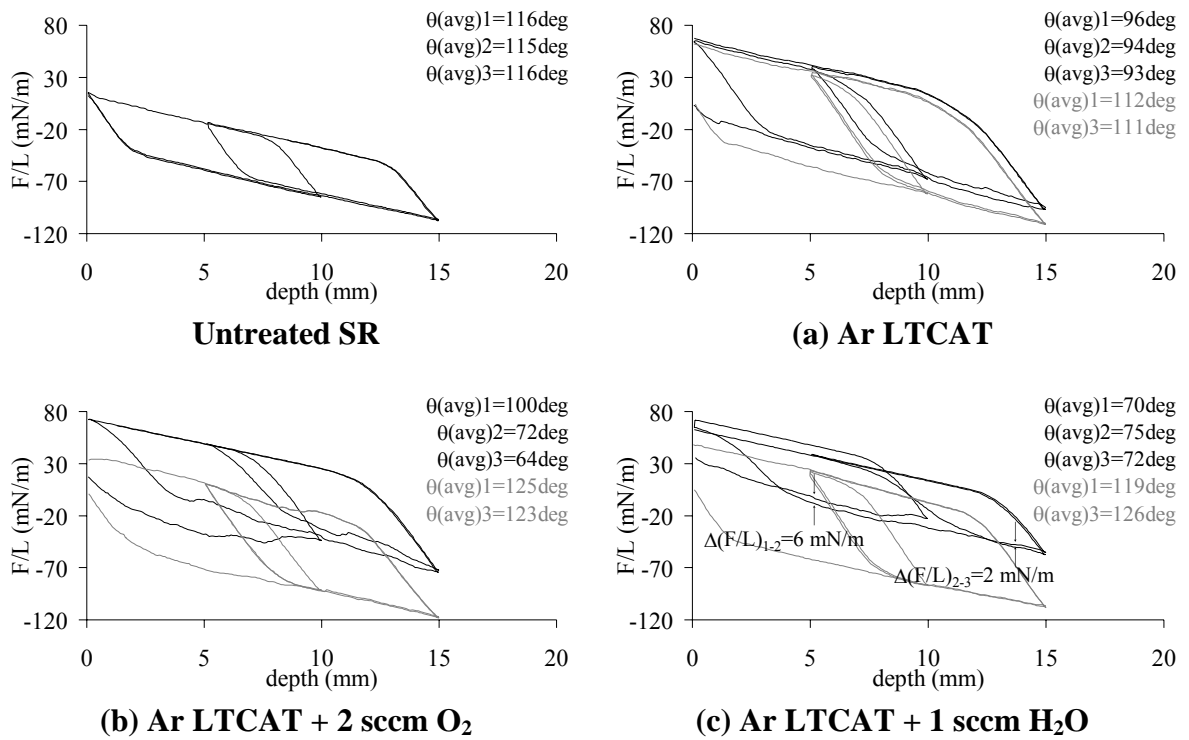 80
30
-20
-70
-120
F/L (mN/m)
θ(avg)1=116deg
θ(avg)2=115deg
θ(avg)3=116deg
0 5 10 15 20
depth (mm)
Untreated SR
80
30
-20
-70
-120
F/L (mN/m)
θ(avg)1=96deg
θ(avg)2=94deg
θ(avg)3=93deg
θ(avg)1=112deg
θ(avg)3=111deg
0 5 10 15 20
depth (mm)
(a) Ar LTCAT
80
30
-20
-70
-120
F/L (mN/m)
θ(avg)1=100deg
θ(avg)2=72deg
θ(avg)3=64deg
θ(avg)1=125deg
θ(avg)3=123deg
0 5 10 15 20
depth (mm)
(b) Ar LTCAT + 2 sccm O₂
80
30
-20
-70
-120
F/L (mN/m)
θ(avg)1=70deg
θ(avg)2=75deg
θ(avg)3=72deg
θ(avg)1=119deg
θ(avg)3=126deg
Δ(F/L)₁₋₂=6 mN/m
Δ(F/L)₂₋₃=2 mN/m
0 5 10 15 20
depth (mm)
(c) Ar LTCAT + 1 sccm H₂O